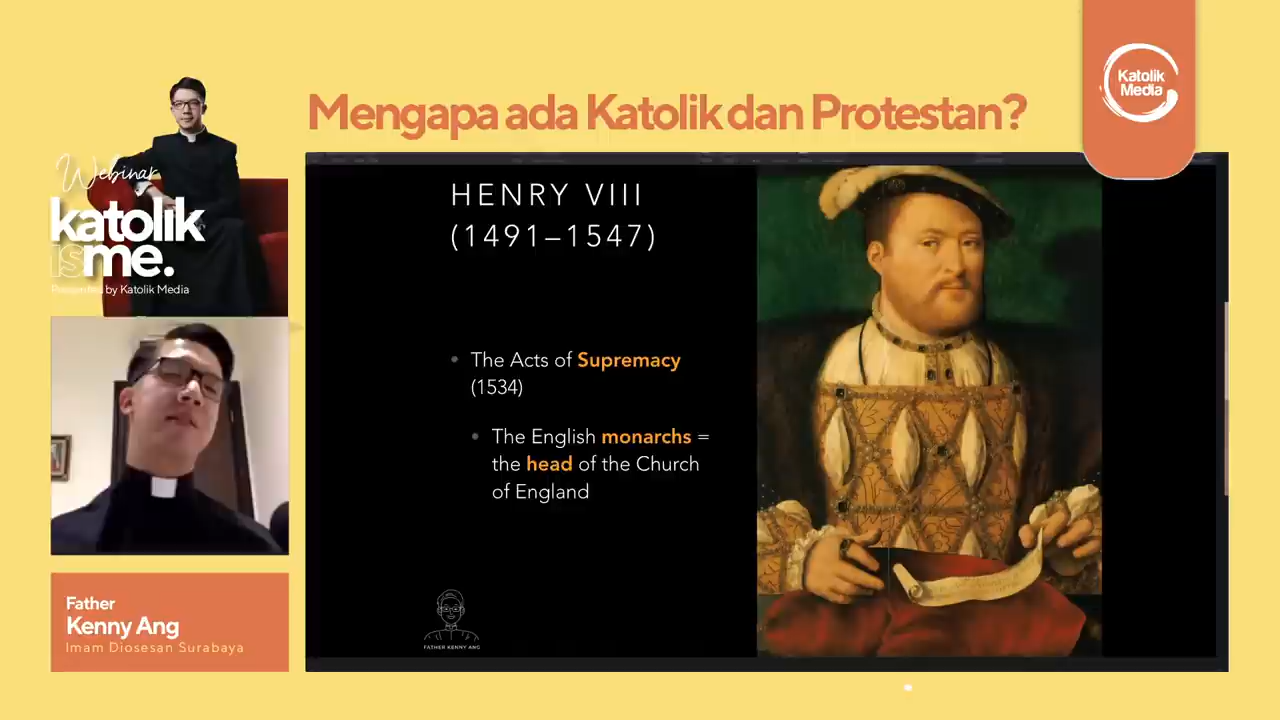 Mengapa ada Katolik dan Protestan?
Katolik
Media
Webinar
katolik
isme.
Presented by Katolik Media
HENRY VIII
(1491–1547)
• The Acts of Supremacy
(1534)
• The English monarchs =
the head of the Church
of England
FATHER KENNY ANG
Father
Kenny Ang
Imam Diosesan Surabaya